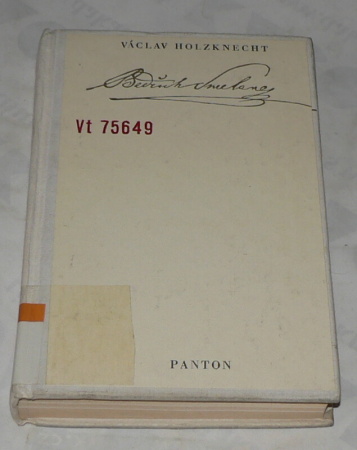 VÁCLAV HOLZKNECHT
Bedřich Smetana
Vt 75649
PANTON